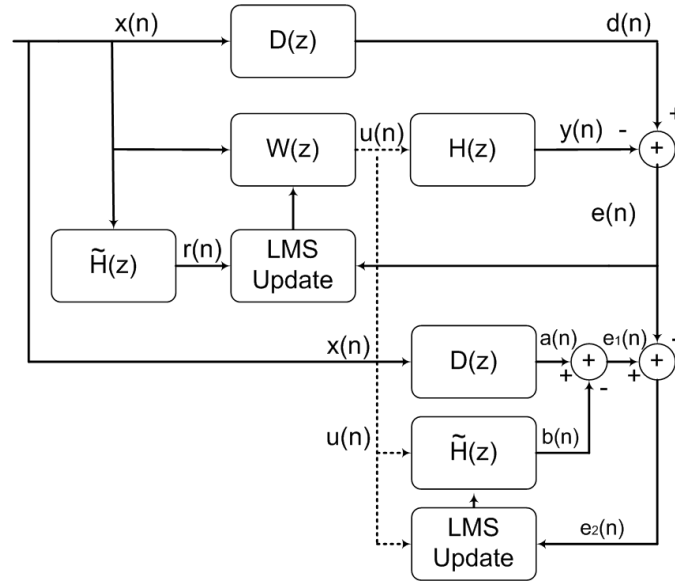 x(n)
D(z)
d(n)
+
W(z)
u(n)
H(z)
y(n)
-
+
e(n)
H̃(z)
r(n)
LMS
Update
x(n)
D(z)
a(n)
+
+
-
e₁(n)
+
+
-
u(n)
H̃(z)
b(n)
LMS
Update
e₂(n)